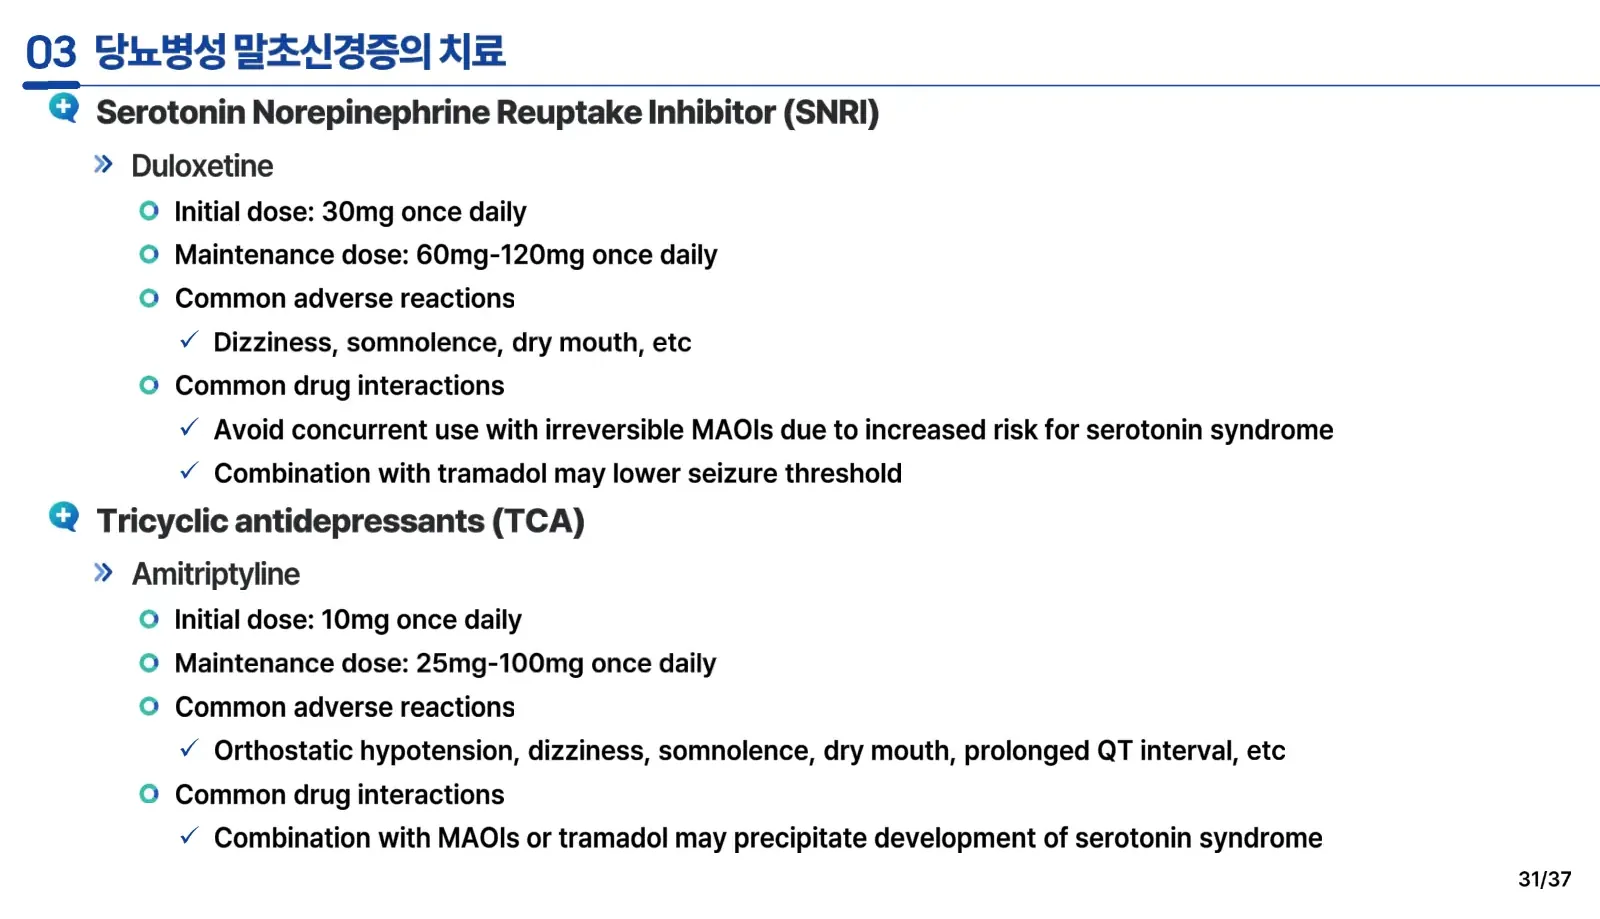 03 당뇨병성 말초신경증의 치료
Serotonin Norepinephrine Reuptake Inhibitor (SNRI)
Duloxetine
Initial dose: 30mg once daily
Maintenance dose: 60mg-120mg once daily
Common adverse reactions
Dizziness, somnolence, dry mouth, etc
Common drug interactions
Avoid concurrent use with irreversible MAOIs due to increased risk for serotonin syndrome
Combination with tramadol may lower seizure threshold
Tricyclic antidepressants (TCA)
Amitriptyline
Initial dose: 10mg once daily
Maintenance dose: 25mg-100mg once daily
Common adverse reactions
Orthostatic hypotension, dizziness, somnolence, dry mouth, prolonged QT interval, etc
Common drug interactions
Combination with MAOIs or tramadol may precipitate development of serotonin syndrome
31/37